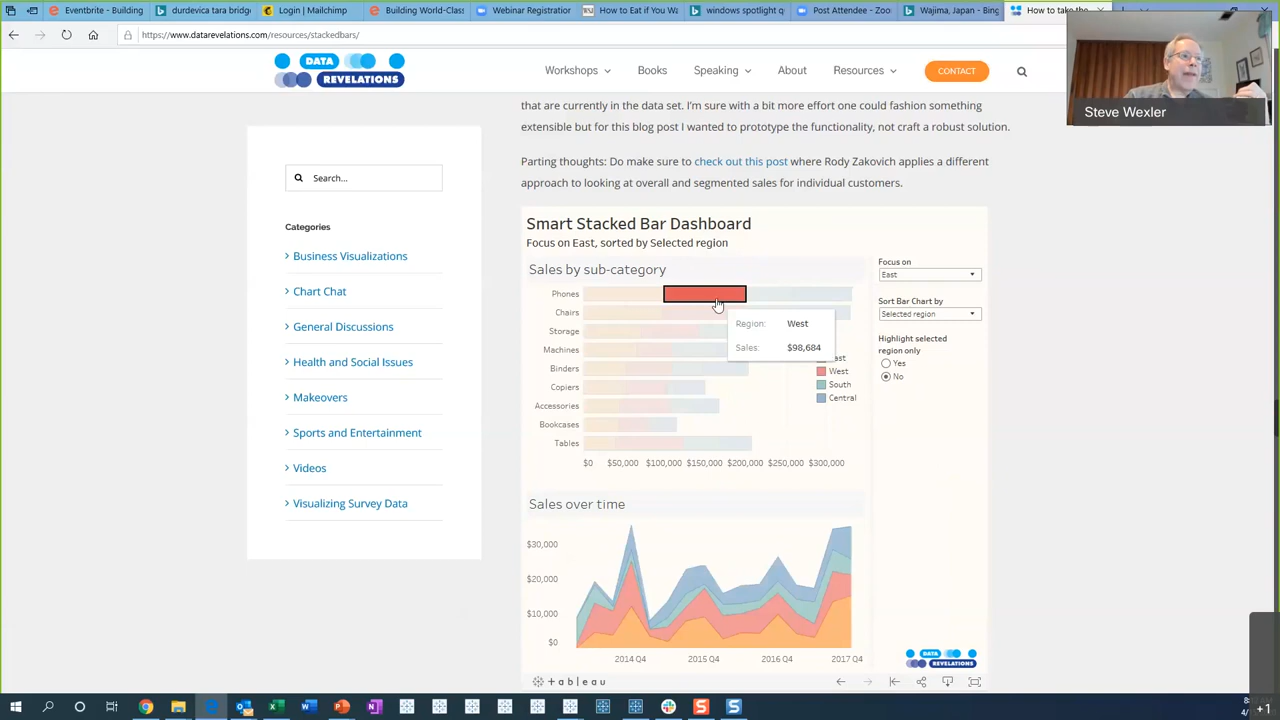 Eventbrite - Building
durdevica tara bridg
Login | Mailchimp
Building World-Class
Webinar Registration
How to Eat if You Wa
windows spotlight qu
Post Attendee - Zoo
Wajima, Japan - Bing
How to take the
https://www.datarevelations.com/resources/stackedbars/
DATA
REVELATIONS
Workshops
Books
Speaking
About
Resources
CONTACT
Steve Wexler
that are currently in the data set. I'm sure with a bit more effort one could fashion something
extensible but for this blog post I wanted to prototype the functionality, not craft a robust solution.
Parting thoughts: Do make sure to check out this post where Rody Zakovich applies a different
approach to looking at overall and segmented sales for individual customers.
Search...
Categories
Business Visualizations
Chart Chat
General Discussions
Health and Social Issues
Makeovers
Sports and Entertainment
Videos
Visualizing Survey Data
Smart Stacked Bar Dashboard
Focus on East, sorted by Selected region
Sales by sub-category
Phones
Chairs
Storage
Machines
Binders
Copiers
Accessories
Bookcases
Tables
$0 $50,000 $100,000 $150,000 $200,000 $250,000 $300,000
Region: West
Sales: $98,684
West
South
Central
Focus on
East
Sort Bar Chart by
Selected region
Highlight selected
region only
Yes
No
Sales over time
$30,000
$20,000
$10,000
$0
2014 Q4 2015 Q4 2016 Q4 2017 Q4
DATA
REVELATIONS
+ a b l e a u
+1